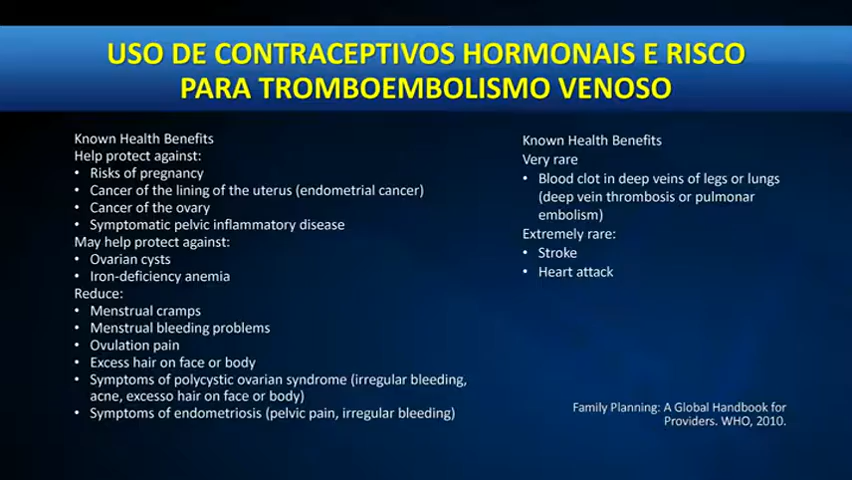 USO DE CONTRACEPTIVOS HORMONAIS E RISCO
PARA TROMBOEMBOLISMO VENOSO
Known Health Benefits
Help protect against:
• Risks of pregnancy
• Cancer of the lining of the uterus (endometrial cancer)
• Cancer of the ovary
• Symptomatic pelvic inflammatory disease
May help protect against:
• Ovarian cysts
• Iron-deficiency anemia
Reduce:
• Menstrual cramps
• Menstrual bleeding problems
• Ovulation pain
• Excess hair on face or body
• Symptoms of polycystic ovarian syndrome (irregular bleeding,
acne, excesso hair on face or body)
• Symptoms of endometriosis (pelvic pain, irregular bleeding)
Known Health Benefits
Very rare
• Blood clot in deep veins of legs or lungs
(deep vein thrombosis or pulmonar
embolism)
Extremely rare:
• Stroke
• Heart attack
Family Planning: A Global Handbook for
Providers. WHO, 2010.